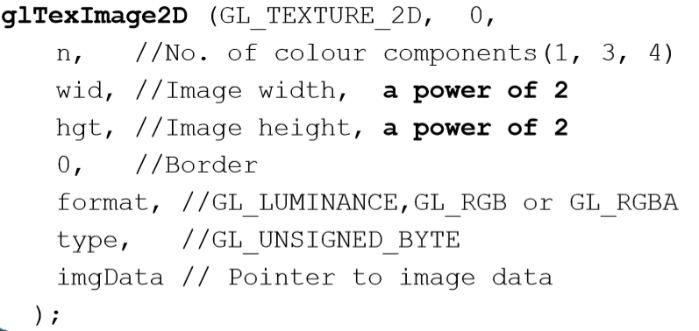 glTexImage2D (GL_TEXTURE_2D, 0,
n, //No. of colour components(1, 3, 4)
wid, //Image width, a power of 2
hgt, //Image height, a power of 2
0, //Border
format, //GL_LUMINANCE,GL_RGB or GL_RGBA
type, //GL_UNSIGNED_BYTE
imgData // Pointer to image data
);